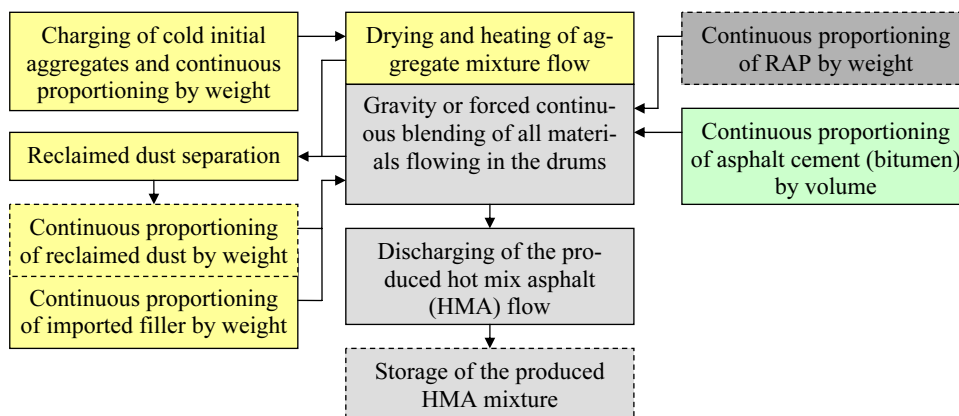 Charging of cold initial
aggregates and continuous
proportioning by weight
Drying and heating of ag-
gregate mixture flow
Continuous proportioning
of RAP by weight
Gravity or forced continu-
ous blending of all materi-
als flowing in the drums
Continuous proportioning
of asphalt cement (bitumen)
by volume
Reclaimed dust separation
Continuous proportioning
of reclaimed dust by weight
Continuous proportioning
of imported filler by weight
Discharging of the pro-
duced hot mix asphalt
(HMA) flow
Storage of the produced
HMA mixture